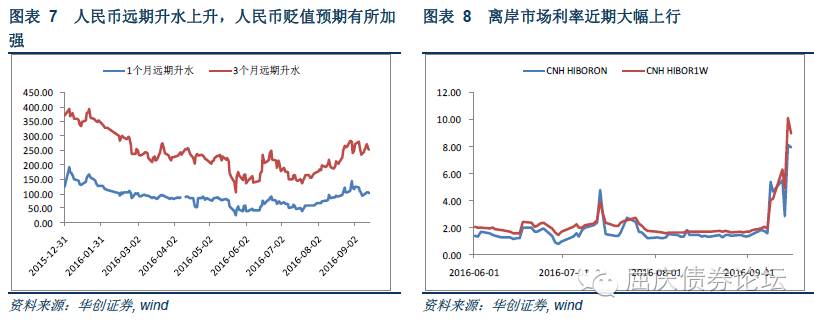 图表 7 人民币远期升水上升，人民币贬值预期有所加
强
1个月远期升水 3个月远期升水
450.00
400.00
350.00
300.00
250.00
200.00
150.00
100.00
50.00
0.00
2015-12-31 2016-01-31 2016-03-02 2016-04-02 2016-05-02 2016-06-02 2016-07-02 2016-08-02 2016-09-02
资料来源：华创证券, wind
图表 8 离岸市场利率近期大幅上行
CNH HIBORON CNH HIBOR1W
12.00
10.00
8.00
6.00
4.00
2.00
0.00
2016-06-01 2016-07-01 2016-08-01 2016-09-01
屈庆债券论坛
资料来源：华创证券, wind